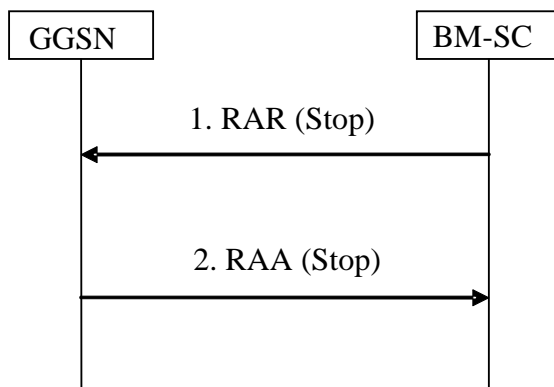 GGSN
BM-SC
1. RAR (Stop)
2. RAA (Stop)